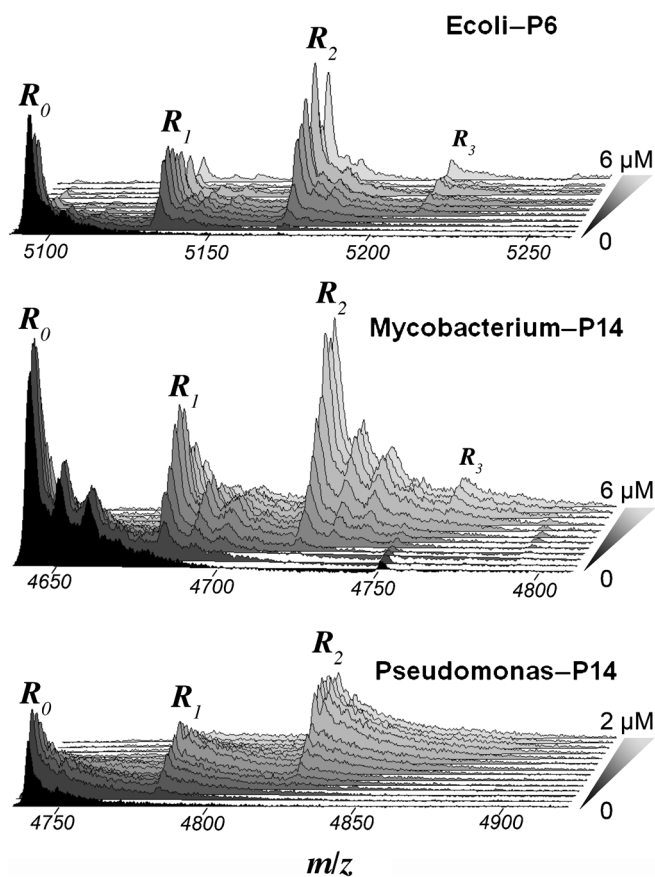 Ecoli–P6
R0
R1
R2
R3
6 µM
0
5100 5150 5200 5250
Mycobacterium–P14
R0
R1
R2
R3
6 µM
0
4650 4700 4750 4800
Pseudomonas–P14
R0
R1
R2
2 µM
0
4750 4800 4850 4900
m/z